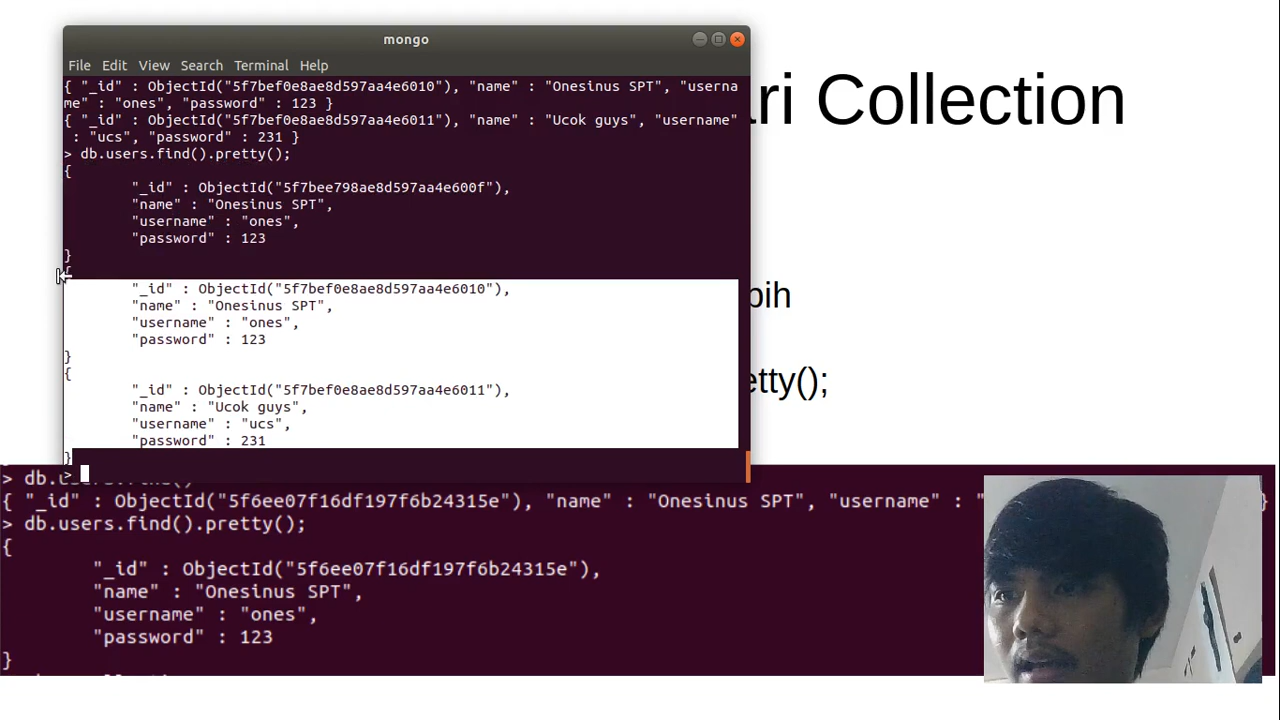 mongo
File Edit View Search Terminal Help
{ "_id" : ObjectId("5f7bef0e8ae8d597aa4e6010"), "name" : "Onesinus SPT", "userna
me" : "ones", "password" : 123 }
{ "_id" : ObjectId("5f7bef0e8ae8d597aa4e6011"), "name" : "Ucok guys", "username"
: "ucs", "password" : 231 }
> db.users.find().pretty();
{
"_id" : ObjectId("5f7bee798ae8d597aa4e600f"),
"name" : "Onesinus SPT",
"username" : "ones",
"password" : 123
}
{
"_id" : ObjectId("5f7bef0e8ae8d597aa4e6010"),
"name" : "Onesinus SPT",
"username" : "ones",
"password" : 123
}
{
"_id" : ObjectId("5f7bef0e8ae8d597aa4e6011"),
"name" : "Ucok guys",
"username" : "ucs",
"password" : 231
}
>
ri Collection
bih
etty();
> db.users.find()
{ "_id" : ObjectId("5f6ee07f16df197f6b24315e"), "name" : "Onesinus SPT", "username" : "
}
> db.users.find().pretty();
{
"_id" : ObjectId("5f6ee07f16df197f6b24315e"),
"name" : "Onesinus SPT",
"username" : "ones",
"password" : 123
}